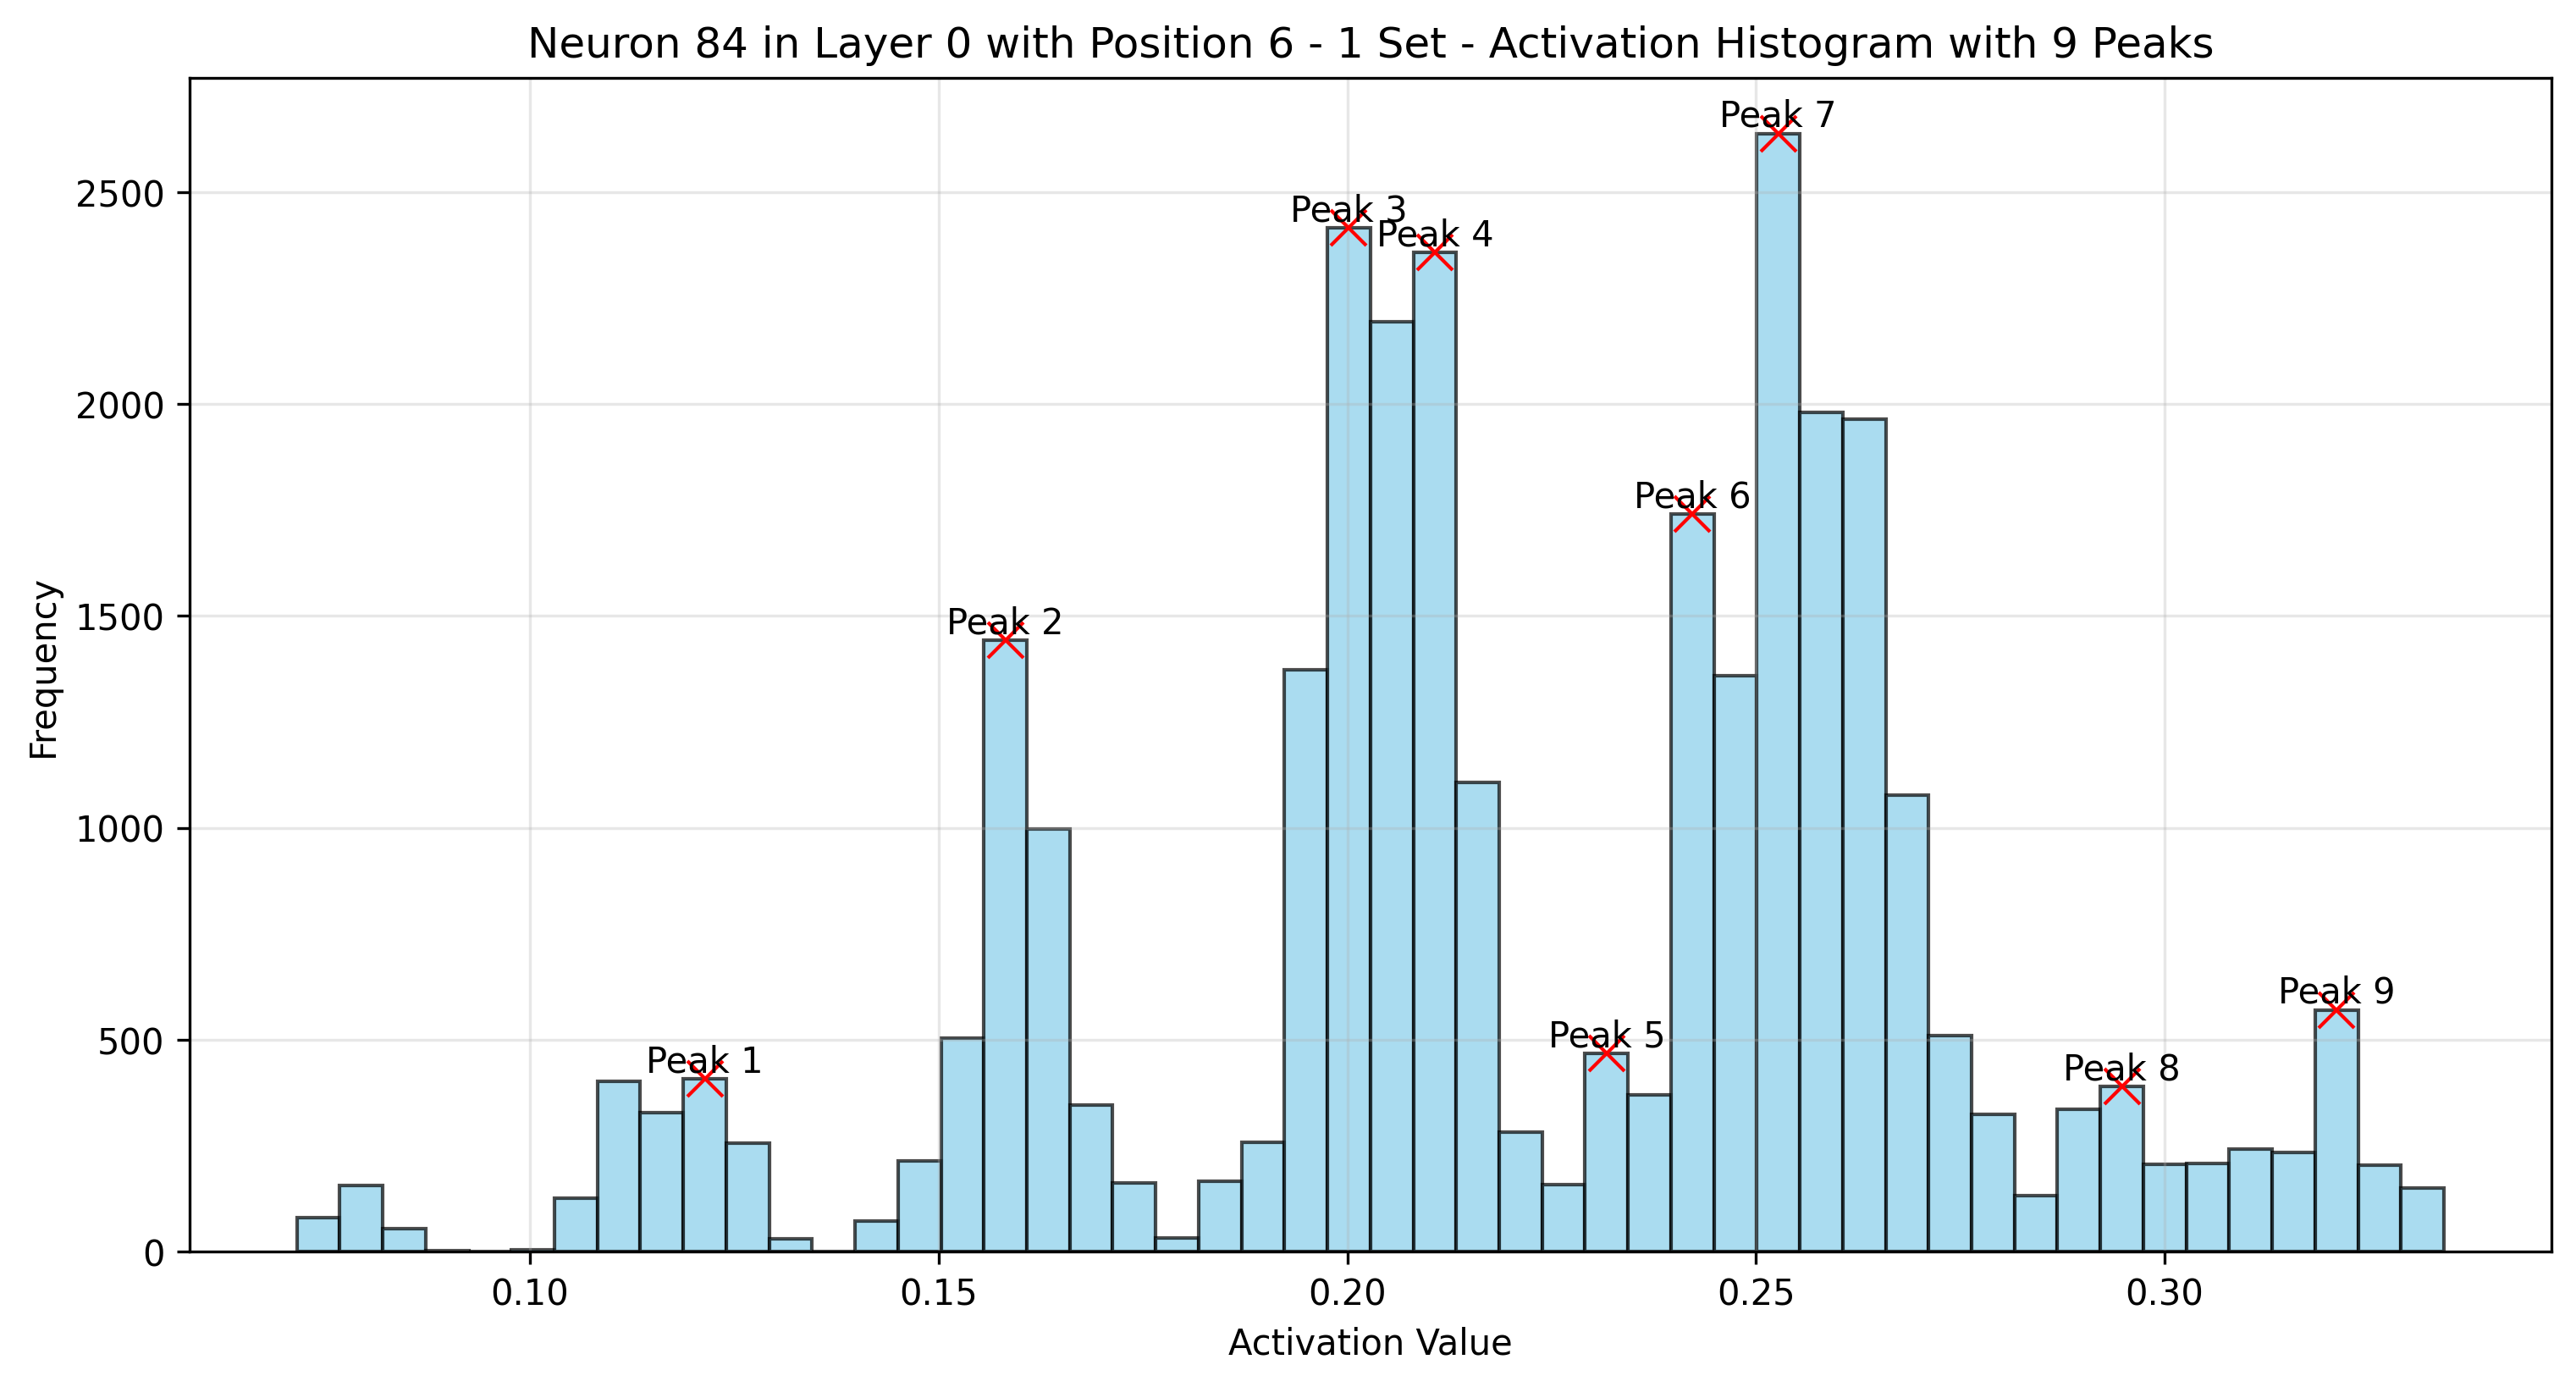 Neuron 84 in Layer 0 with Position 6 - 1 Set - Activation Histogram with 9 Peaks
Peak 7
2500
Peak 3
Peak 4
2000
Peak 6
1500
Peak 2
Frequency
1000
Peak 9
500
Peak 5
Peak 1
Peak 8
0
0.10 0.15 0.20 0.25 0.30
Activation Value